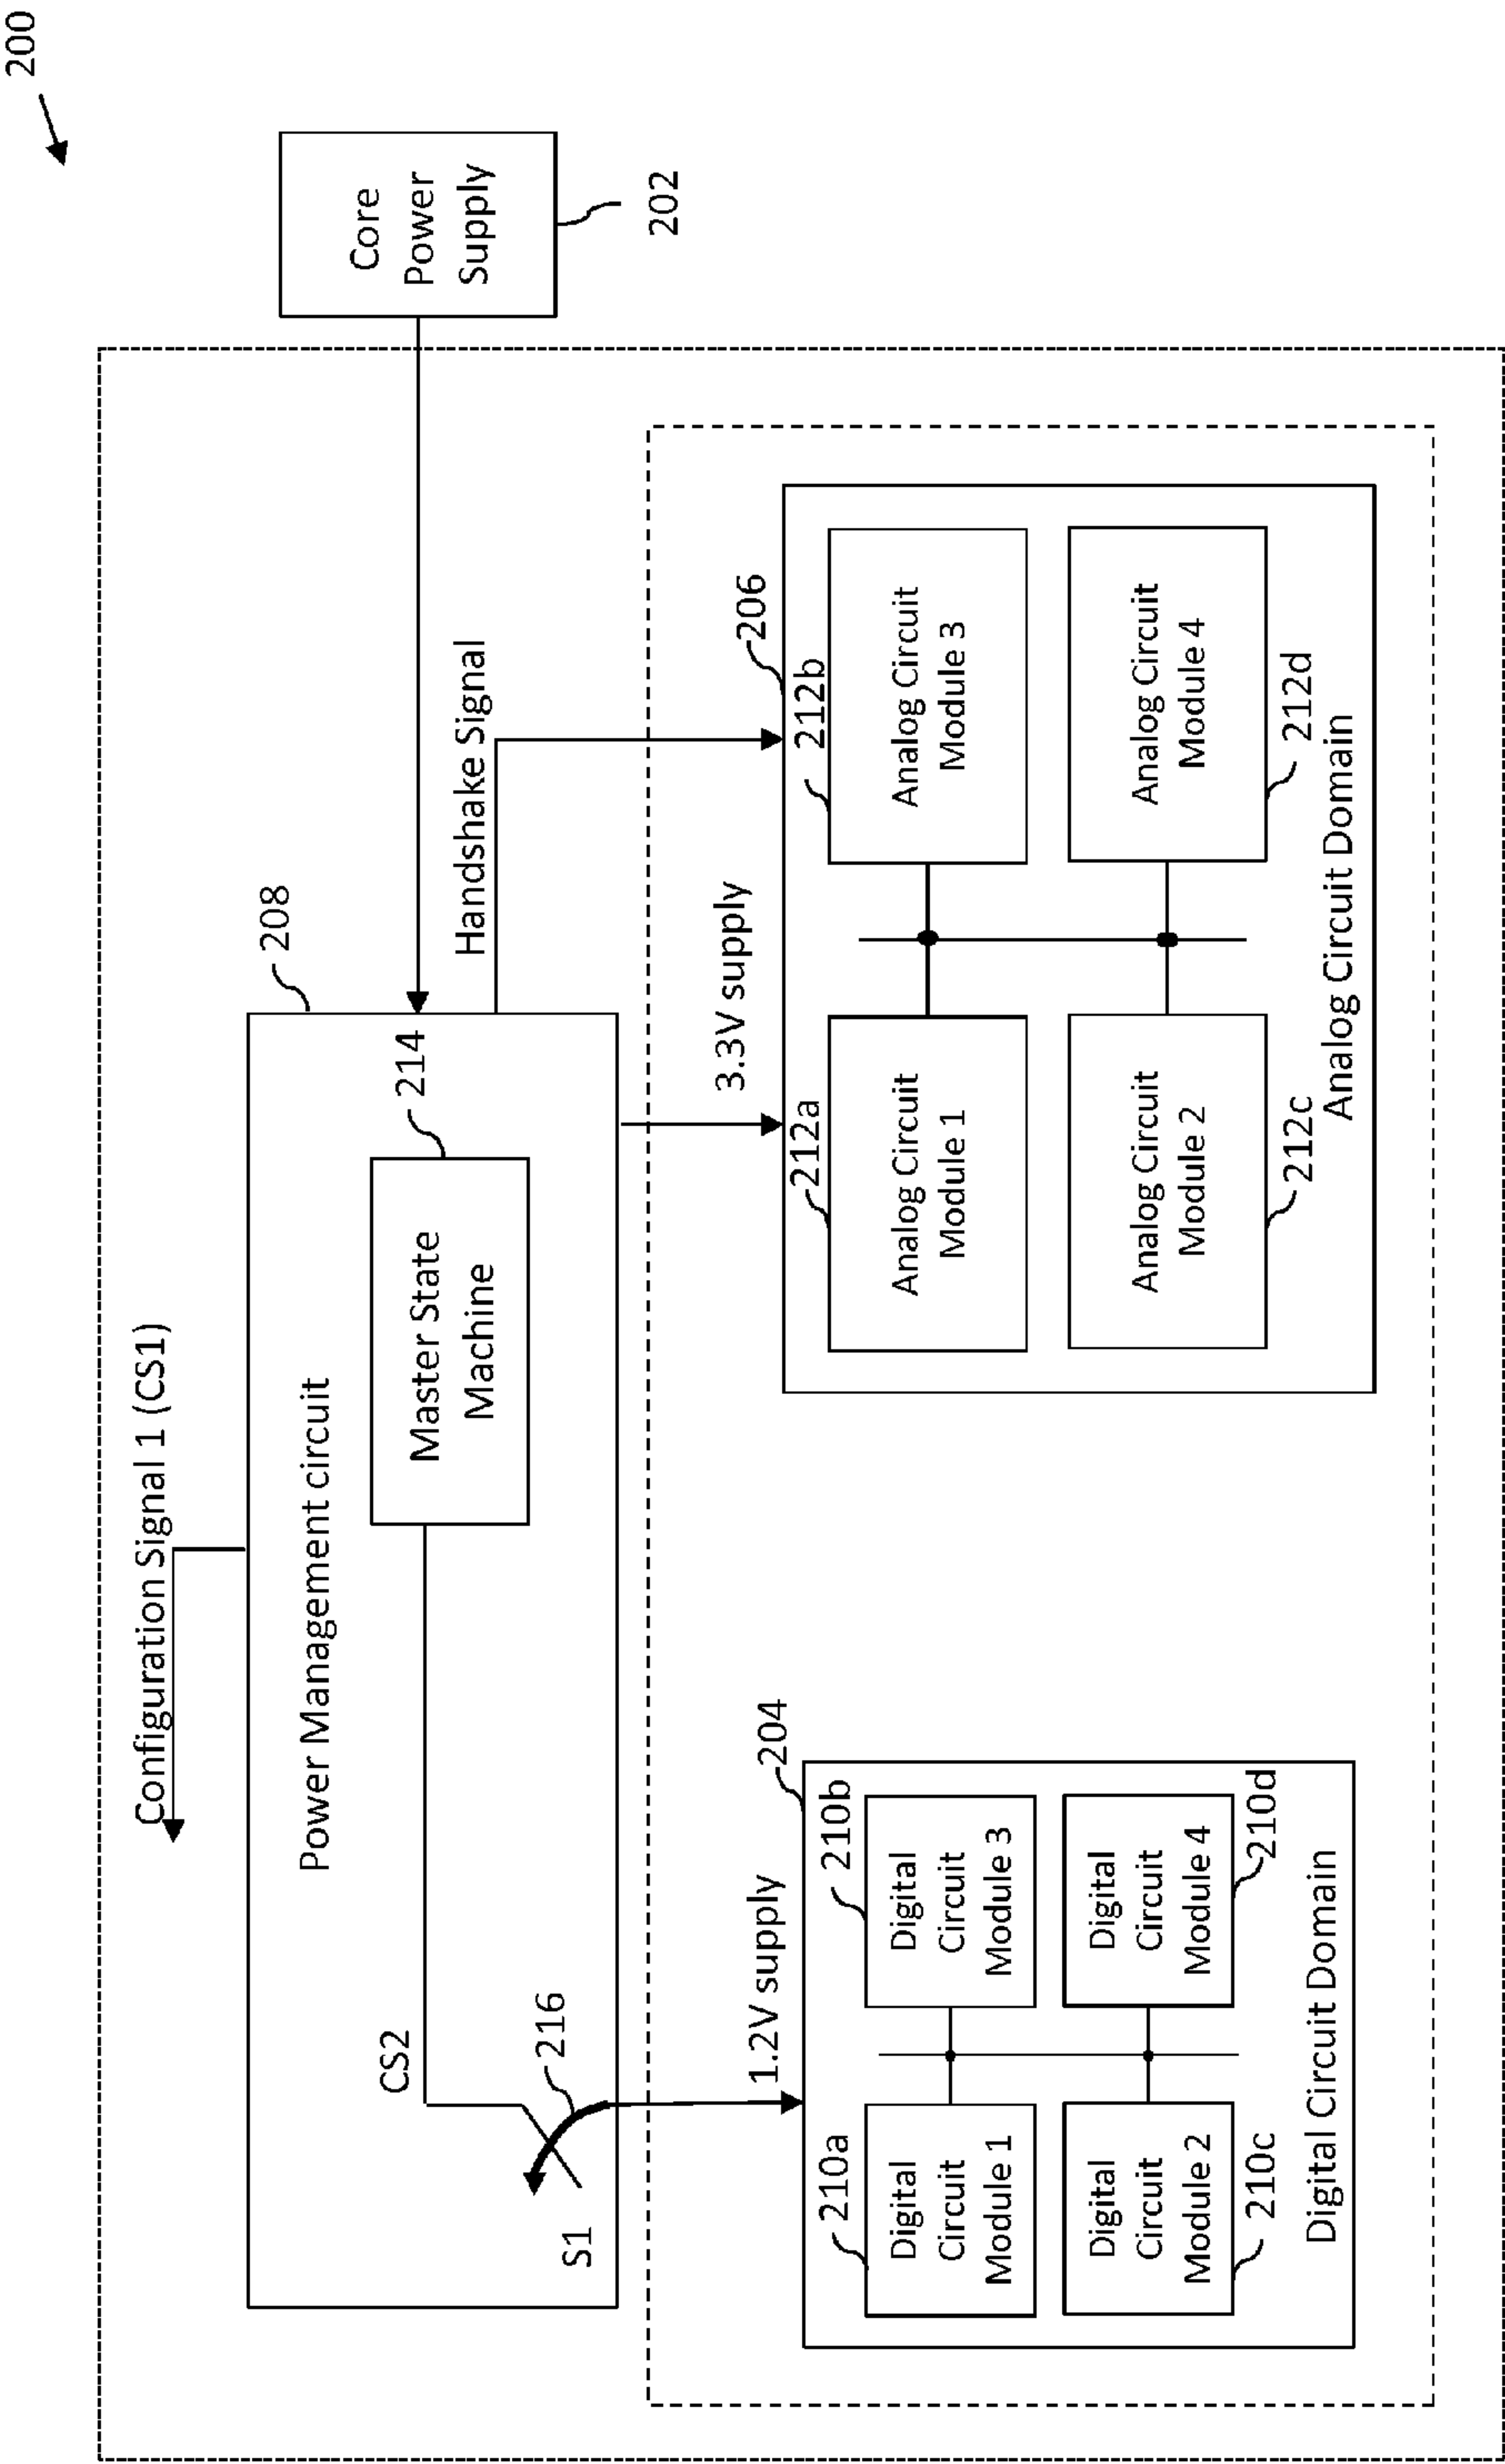 200
Configuration Signal 1 (CS1)
Power Management circuit
208
Core
Power
Supply
202
Master State
Machine
214
CS2
S1
216
Handshake Signal
1.2V supply
204
3.3V supply
206
210a
Digital
Circuit
Module 1
210b
Digital
Circuit
Module 3
Digital
Circuit
Module 2
210c
Digital
Circuit
Module 4
210d
Digital Circuit Domain
212a
Analog Circuit
Module 1
212b
Analog Circuit
Module 3
Analog Circuit
Module 2
212c
Analog Circuit
Module 4
212d
Analog Circuit Domain